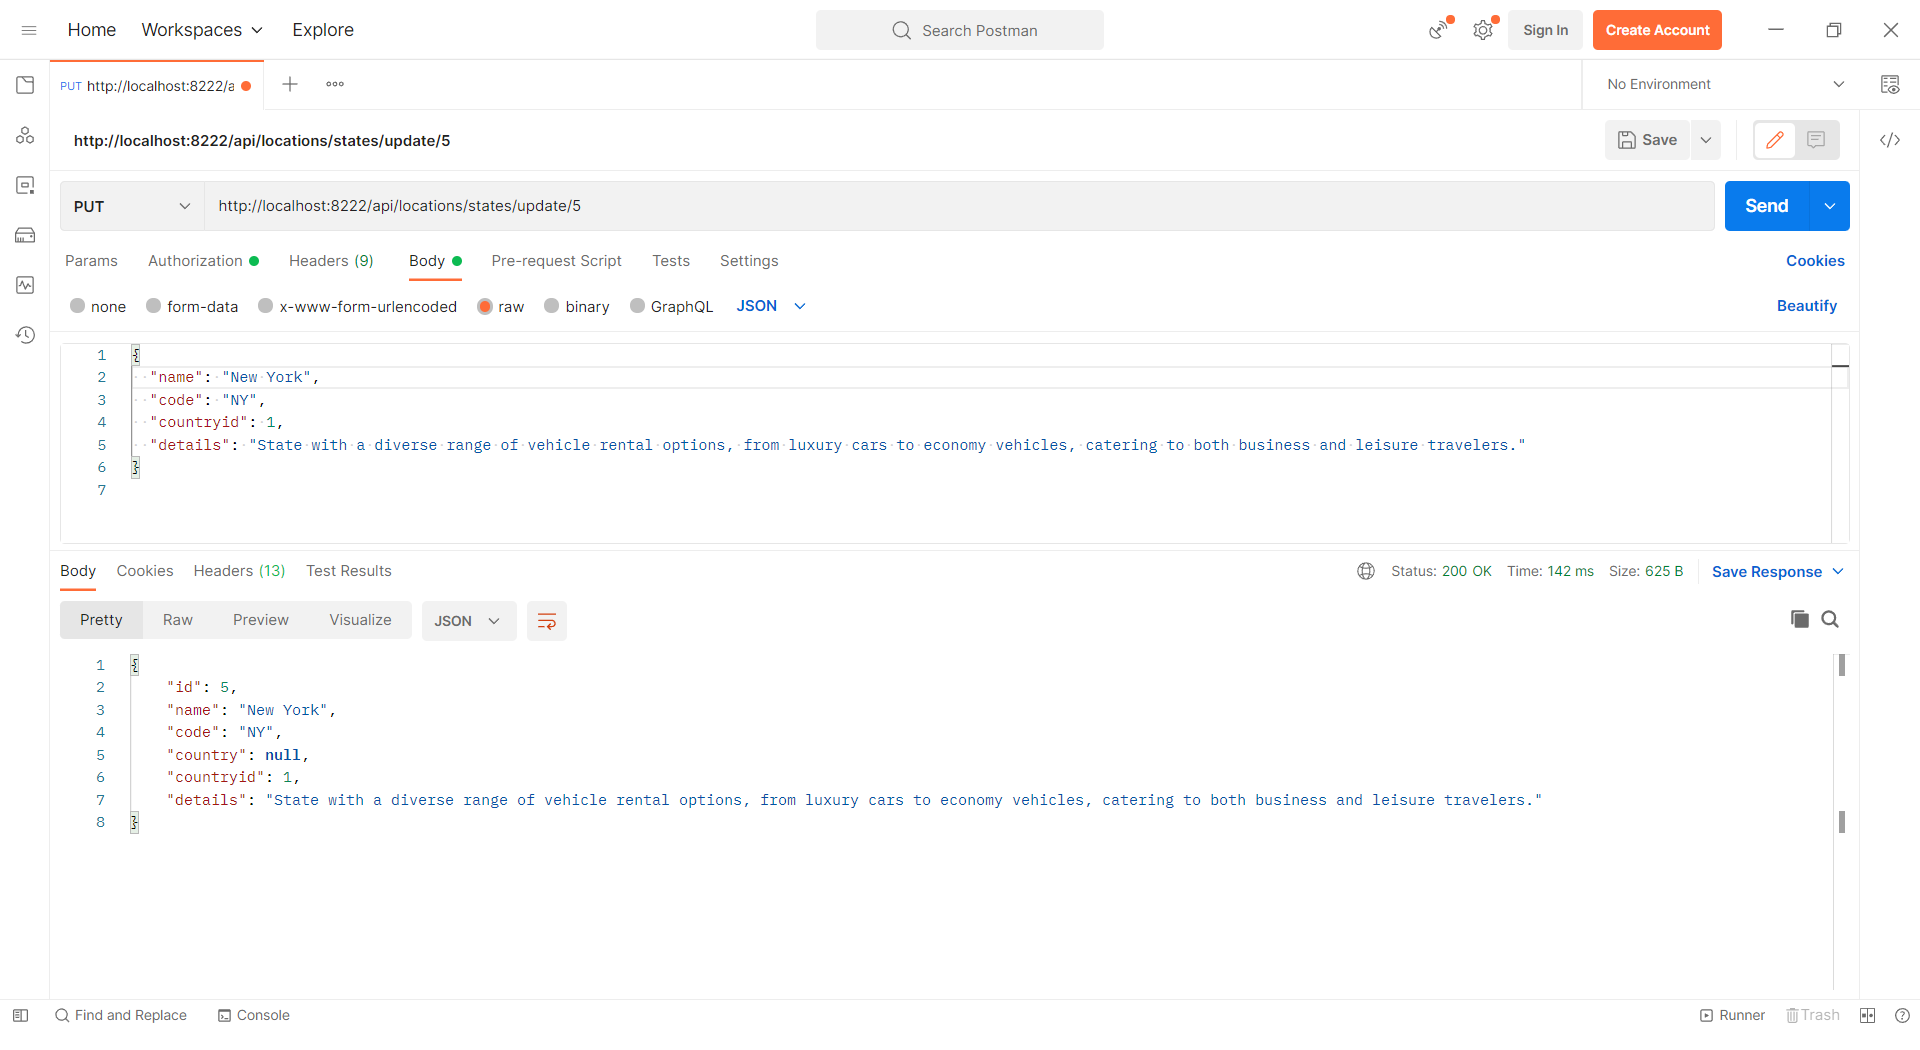 Home Workspaces Explore Search Postman Sign In Create Account
PUT http://localhost:8222/a No Environment
http://localhost:8222/api/locations/states/update/5 Save
PUT http://localhost:8222/api/locations/states/update/5 Send
Params Authorization Headers (9) Body Pre-request Script Tests Settings Cookies
none form-data x-www-form-urlencoded raw binary GraphQL JSON Beautify
1 {
2 "name": "New York",
3 "code": "NY",
4 "countryid": 1,
5 "details": "State with a diverse range of vehicle rental options, from luxury cars to economy vehicles, catering to both business and leisure travelers."
6 }
7
Body Cookies Headers (13) Test Results Status: 200 OK Time: 142 ms Size: 625 B Save Response
Pretty Raw Preview Visualize JSON
1 {
2 "id": 5,
3 "name": "New York",
4 "code": "NY",
5 "country": null,
6 "countryid": 1,
7 "details": "State with a diverse range of vehicle rental options, from luxury cars to economy vehicles, catering to both business and leisure travelers."
8 }
Find and Replace Console Runner Trash